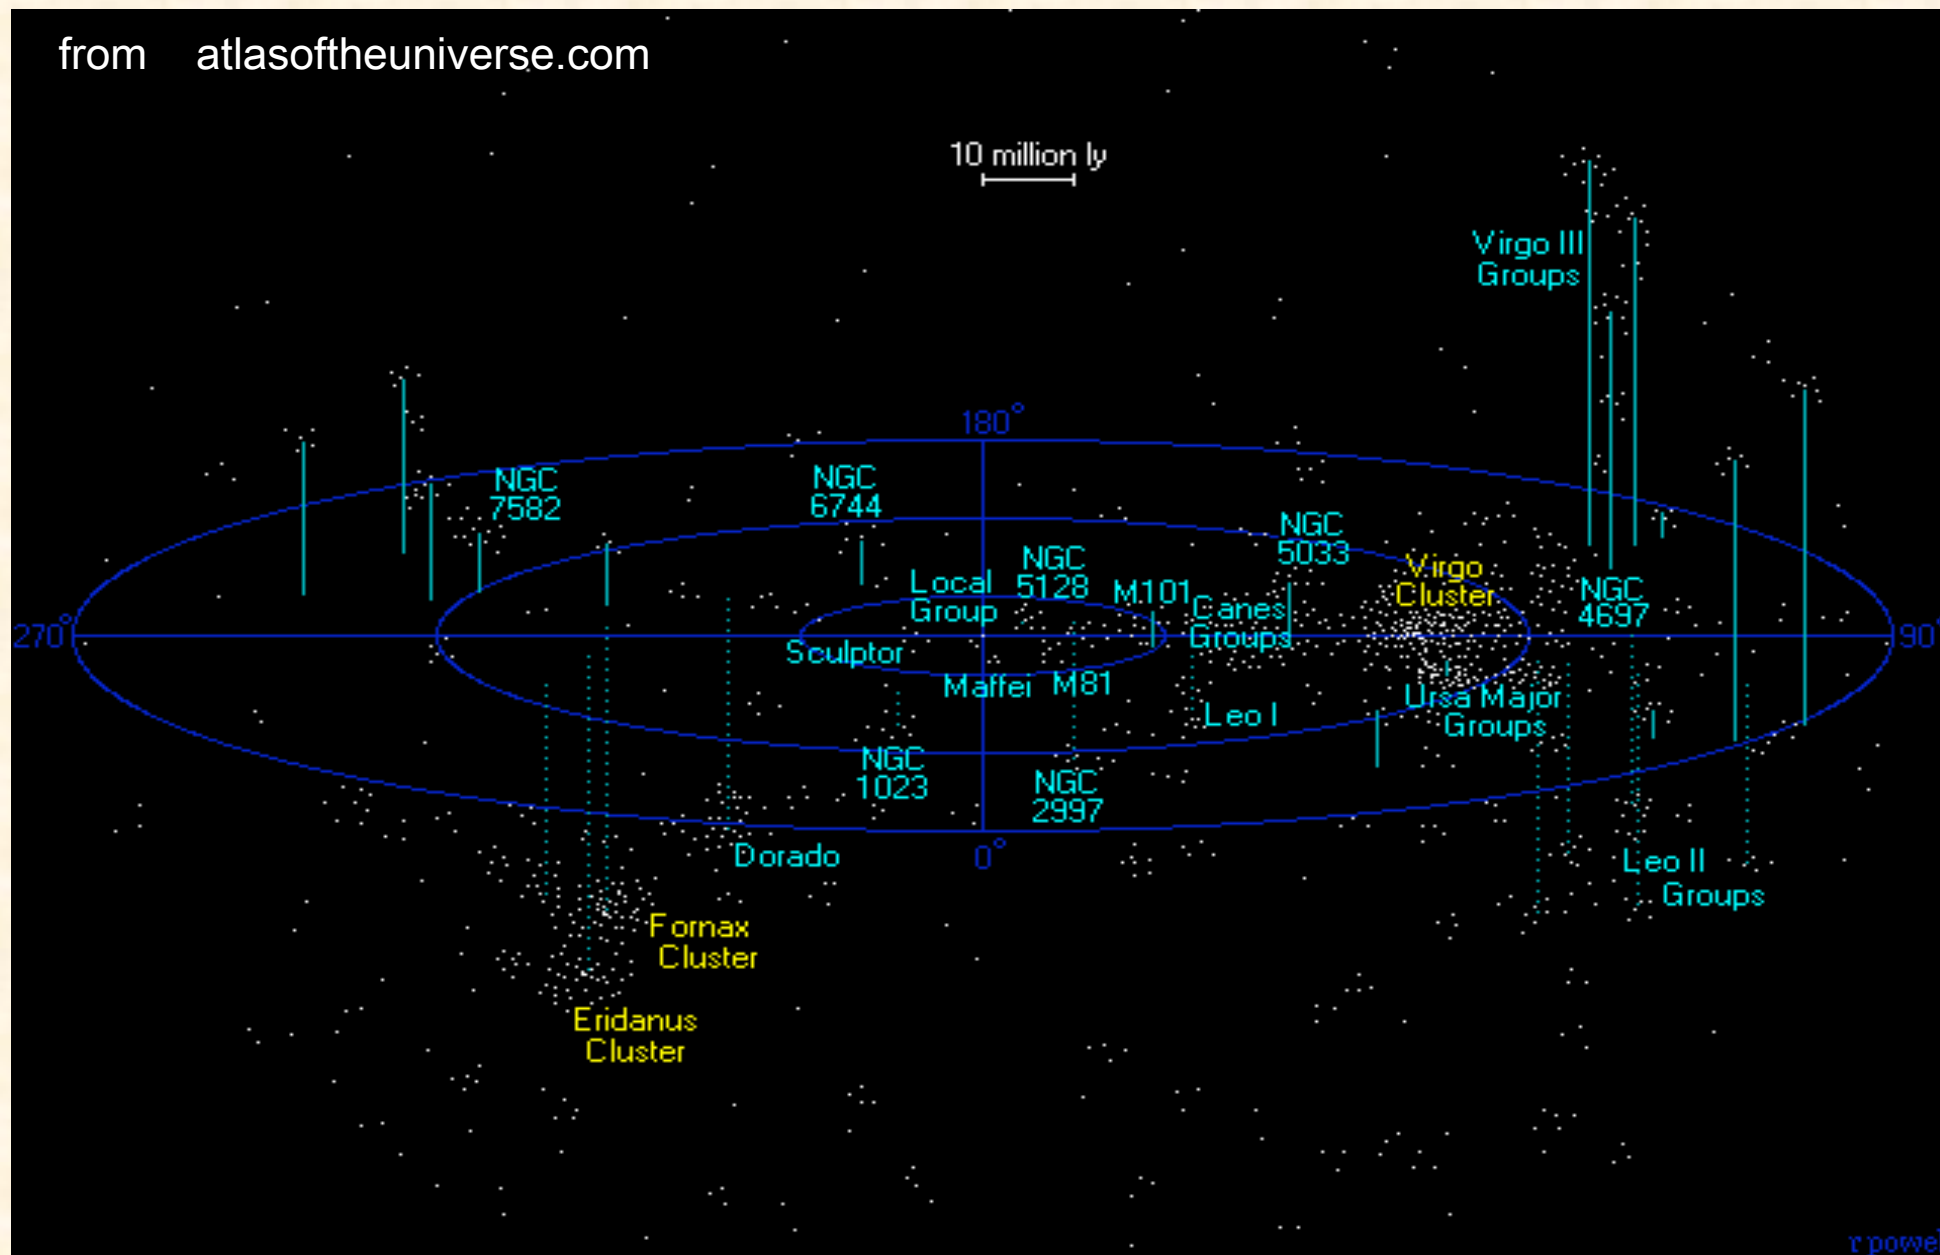 from atlasoftheuniverse.com
10 million ly
Virgo III
Groups
180°
NGC
7582
NGC
6744
NGC
5033
NGC
5128
Virgo
Cluster
Local
Group
M101
Canes
Groups
NGC
4697
270°
90°
Sculptor
Maffei
M81
Ursa Major
Groups
Leo I
NGC
1023
NGC
2997
0°
Dorado
Leo II
Groups
Fornax
Cluster
Eridanus
Cluster
r powe